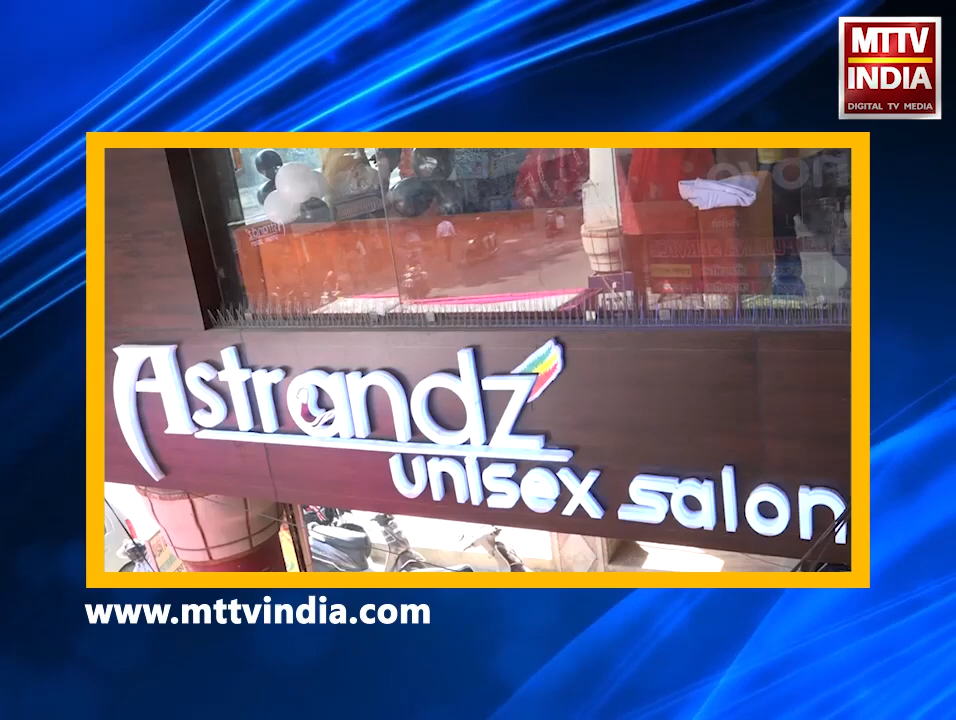 MTTV
INDIA
DIGITAL TV MEDIA
Astrandz
unisex salon
www.mttvindia.com